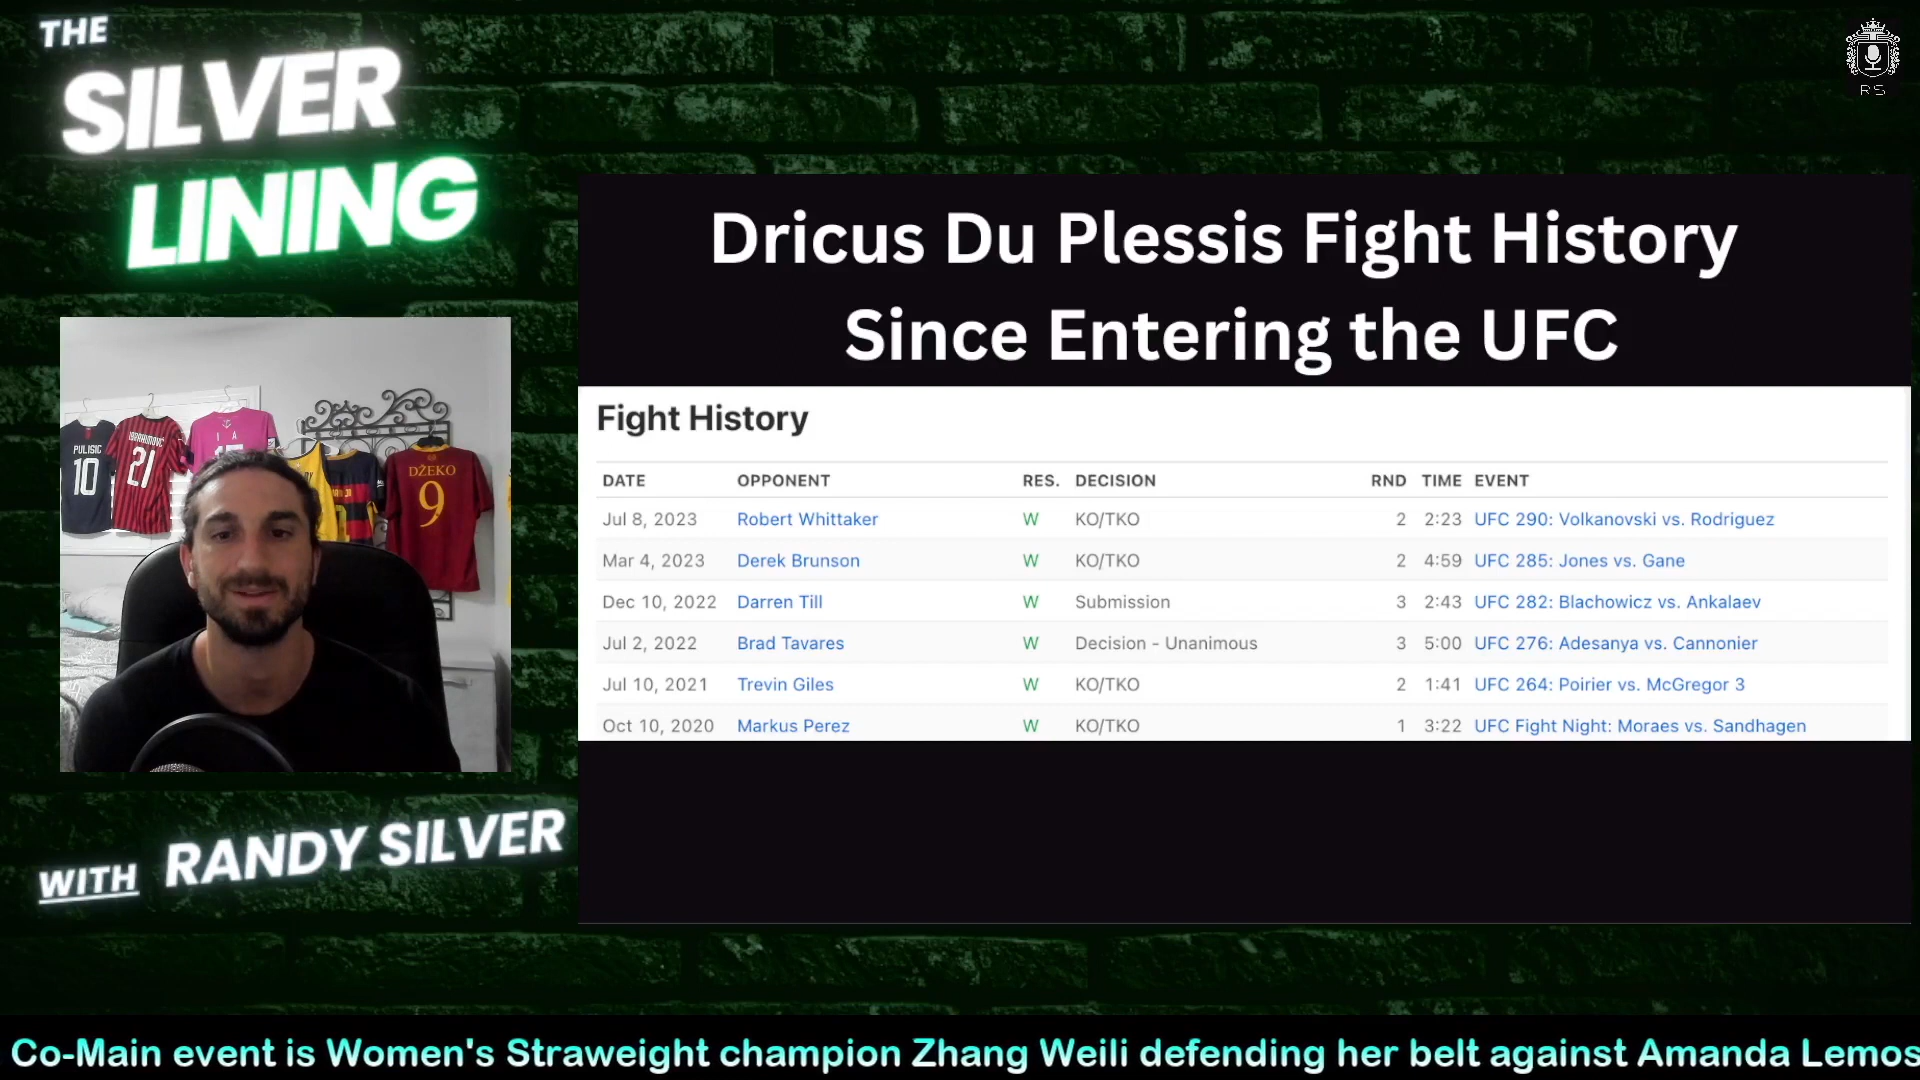 THE
SILVER
LINING
RS
Dricus Du Plessis Fight History
Since Entering the UFC
Fight History
DATE OPPONENT RES. DECISION RND TIME EVENT
Jul 8, 2023 Robert Whittaker W KO/TKO 2 2:23 UFC 290: Volkanovski vs. Rodriguez
Mar 4, 2023 Derek Brunson W KO/TKO 2 4:59 UFC 285: Jones vs. Gane
Dec 10, 2022 Darren Till W Submission 3 2:43 UFC 282: Blachowicz vs. Ankalaev
Jul 2, 2022 Brad Tavares W Decision - Unanimous 3 5:00 UFC 276: Adesanya vs. Cannonier
Jul 10, 2021 Trevin Giles W KO/TKO 2 1:41 UFC 264: Poirier vs. McGregor 3
Oct 10, 2020 Markus Perez W KO/TKO 1 3:22 UFC Fight Night: Moraes vs. Sandhagen
PULISIC
10
IBRAHIMOVIĆ
21
DŽEKO
9
WITH RANDY SILVER
Co-Main event is Women's Straweight champion Zhang Weili defending her belt against Amanda Lemos